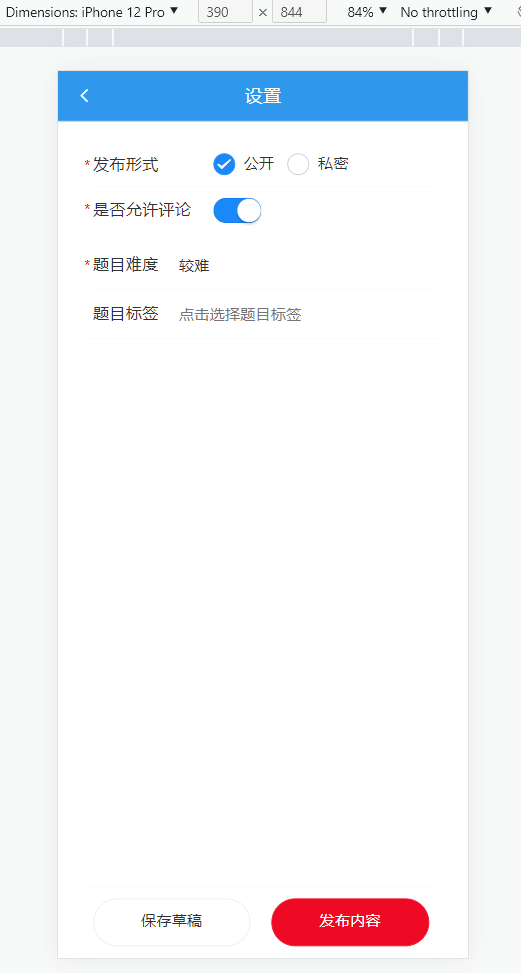 Dimensions: iPhone 12 Pro ▼ 390 × 844 84% ▼ No throttling ▼
设置
* 发布形式 公开 私密
* 是否允许评论
* 题目难度 较难
题目标签 点击选择题目标签
保存草稿 发布内容